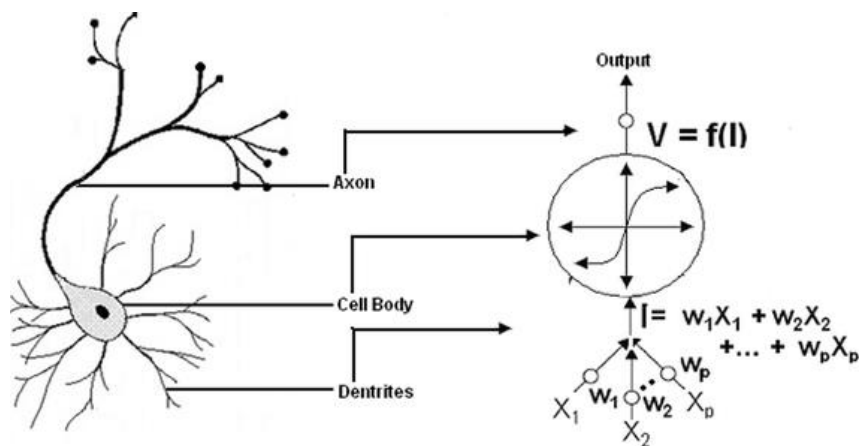 Output
V = f(I)
Axon
Cell Body
I = w₁X₁ + w₂X₂
+... + wₚXₚ
Dentrites
w₁
w₂
wₚ
X₁
X₂
Xₚ